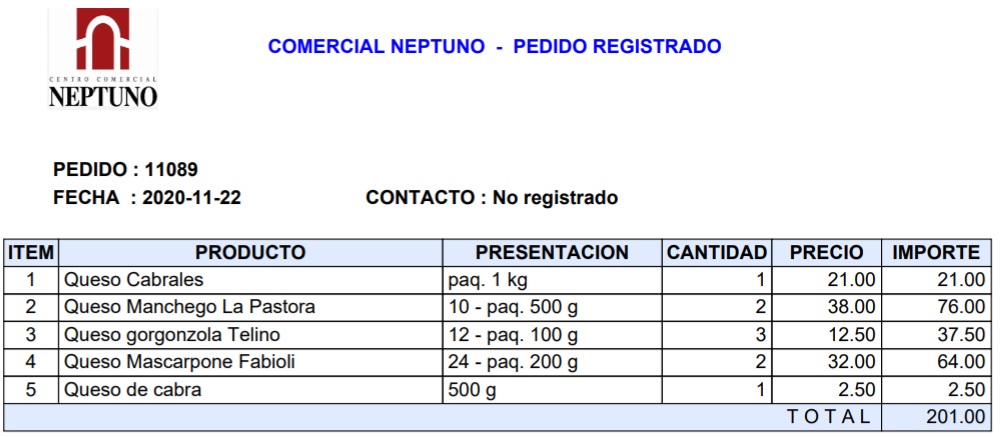 CENTRO COMERCIAL
NEPTUNO
COMERCIAL NEPTUNO - PEDIDO REGISTRADO
PEDIDO : 11089
FECHA : 2020-11-22 CONTACTO : No registrado
ITEM PRODUCTO PRESENTACION CANTIDAD PRECIO IMPORTE
1 Queso Cabrales paq. 1 kg 1 21.00 21.00
2 Queso Manchego La Pastora 10 - paq. 500 g 2 38.00 76.00
3 Queso gorgonzola Telino 12 - paq. 100 g 3 12.50 37.50
4 Queso Mascarpone Fabioli 24 - paq. 200 g 2 32.00 64.00
5 Queso de cabra 500 g 1 2.50 2.50
T O T A L 201.00